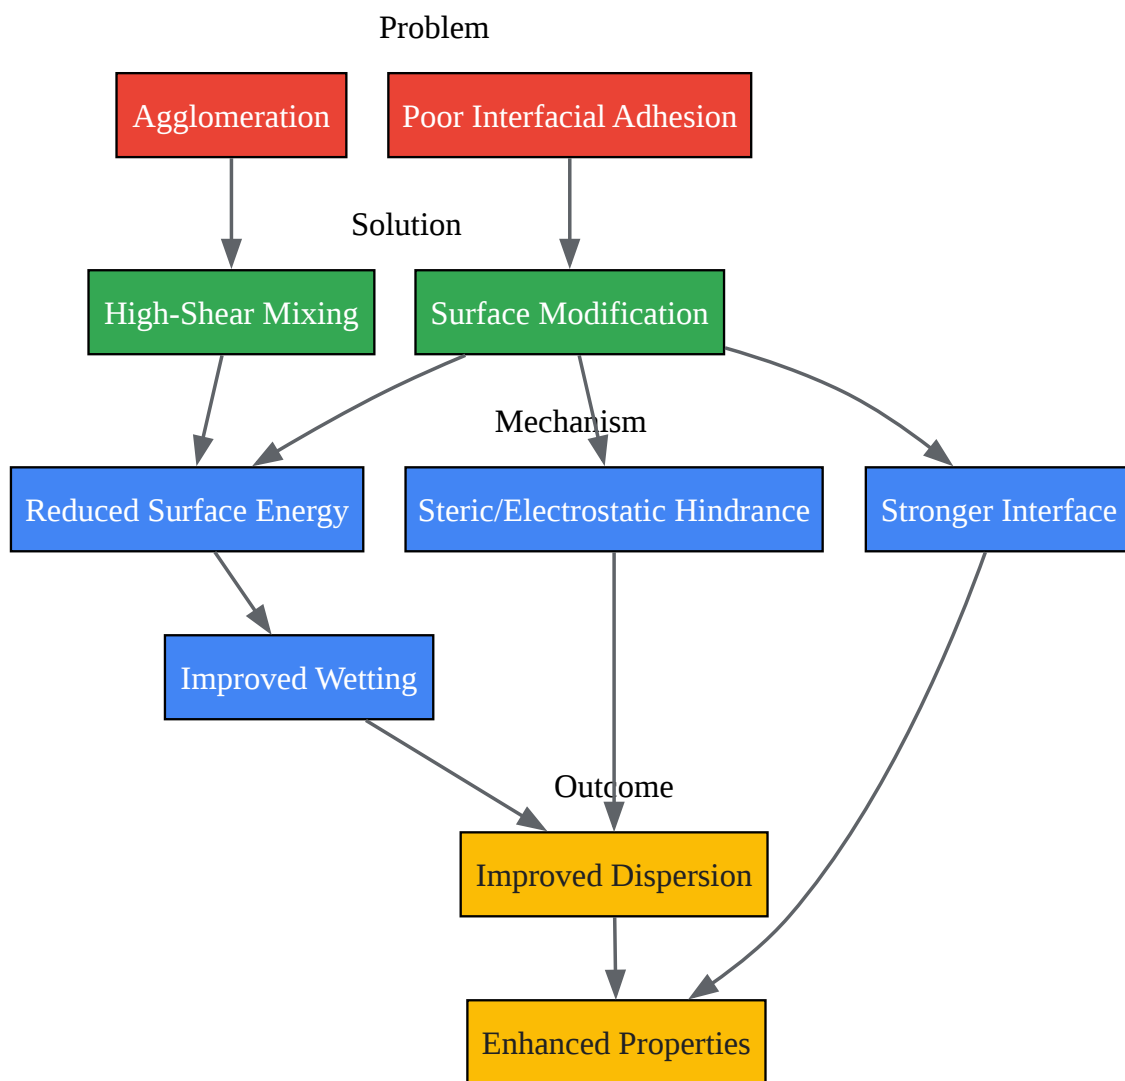 Problem
Agglomeration
Poor Interfacial Adhesion
Solution
High-Shear Mixing
Surface Modification
Mechanism
Reduced Surface Energy
Steric/Electrostatic Hindrance
Stronger Interface
Improved Wetting
Outcome
Improved Dispersion
Enhanced Properties